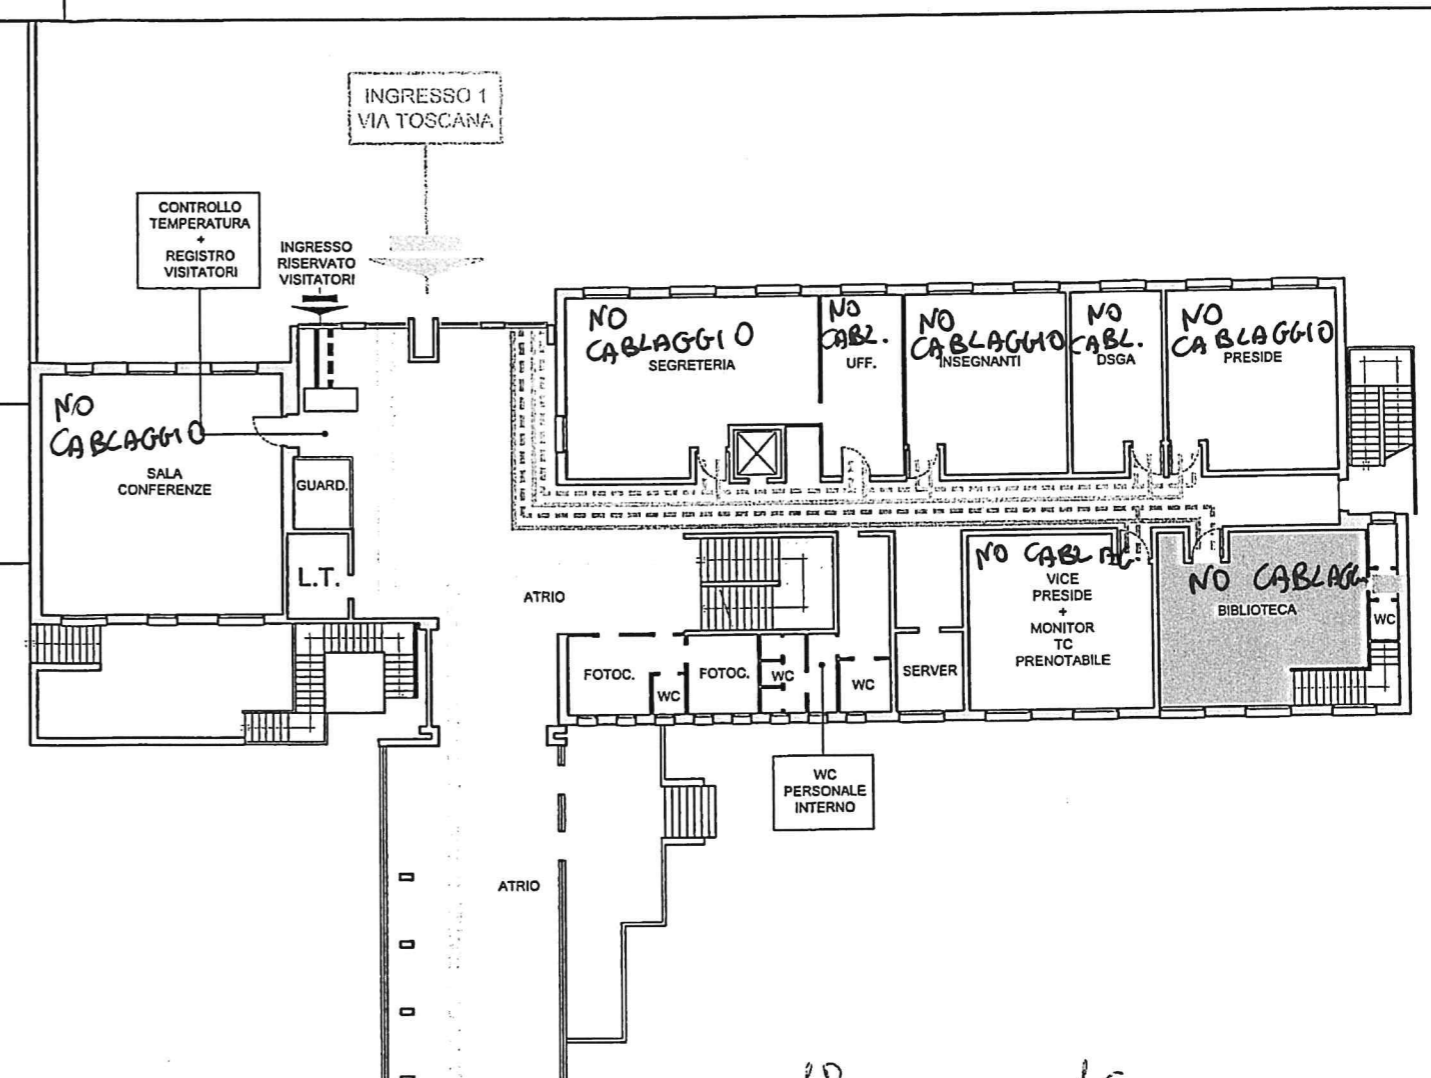 INGRESSO 1
VIA TOSCANA
CONTROLLO
TEMPERATURA
+
REGISTRO
VISITATORI
INGRESSO
RISERVATO
VISITATORI
NO
CABLAGGIO
SEGRETERIA
NO
CABL.
UFF.
NO
CABLAGGIO
INSEGNANTI
NO
CABL.
DSGA
NO
CABLAGGIO
PRESIDE
NO
CABLAGGIO
SALA
CONFERENZE
GUARD.
L.T.
ATRIO
NO CABLAG.
VICE
PRESIDE
+
MONITOR
TC
PRENOTABILE
NO CABLAGG
BIBLIOTECA
WC
FOTOC.
WC
FOTOC.
WC
WC
SERVER
WC
PERSONALE
INTERNO
ATRIO